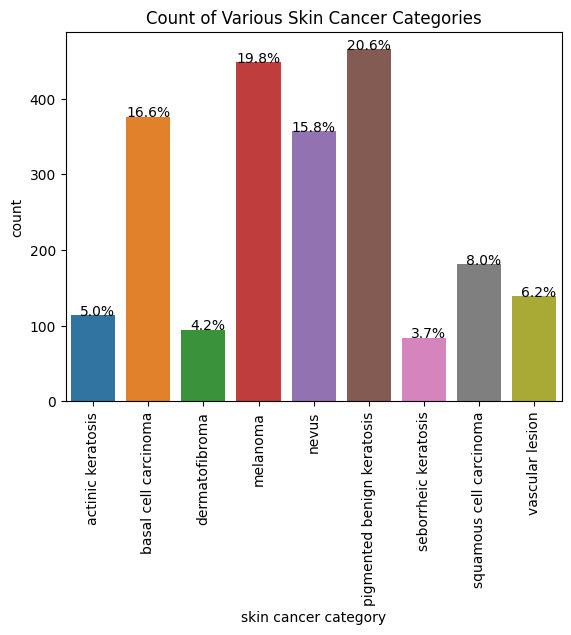 Count of Various Skin Cancer Categories
20.6%
19.8%
16.6%
15.8%
8.0%
6.2%
5.0%
4.2%
3.7%
400
300
200
100
0
count
actinic keratosis
basal cell carcinoma
dermatofibroma
melanoma
nevus
pigmented benign keratosis
seborrheic keratosis
squamous cell carcinoma
vascular lesion
skin cancer category